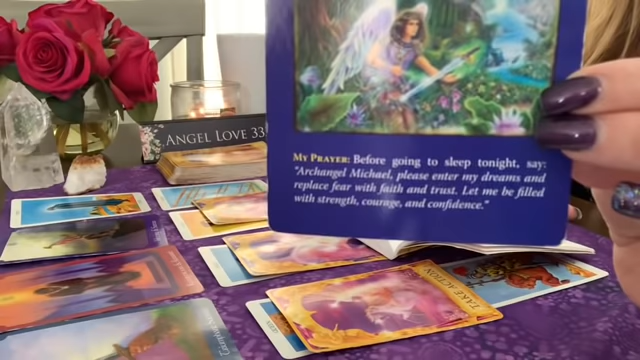 ANGEL LOVE 33
MY PRAYER: Before going to sleep tonight, say:
"Archangel Michael, please enter my dreams and
replace fear with faith and trust. Let me be filled
with strength, courage, and confidence."
TAKE ACTION